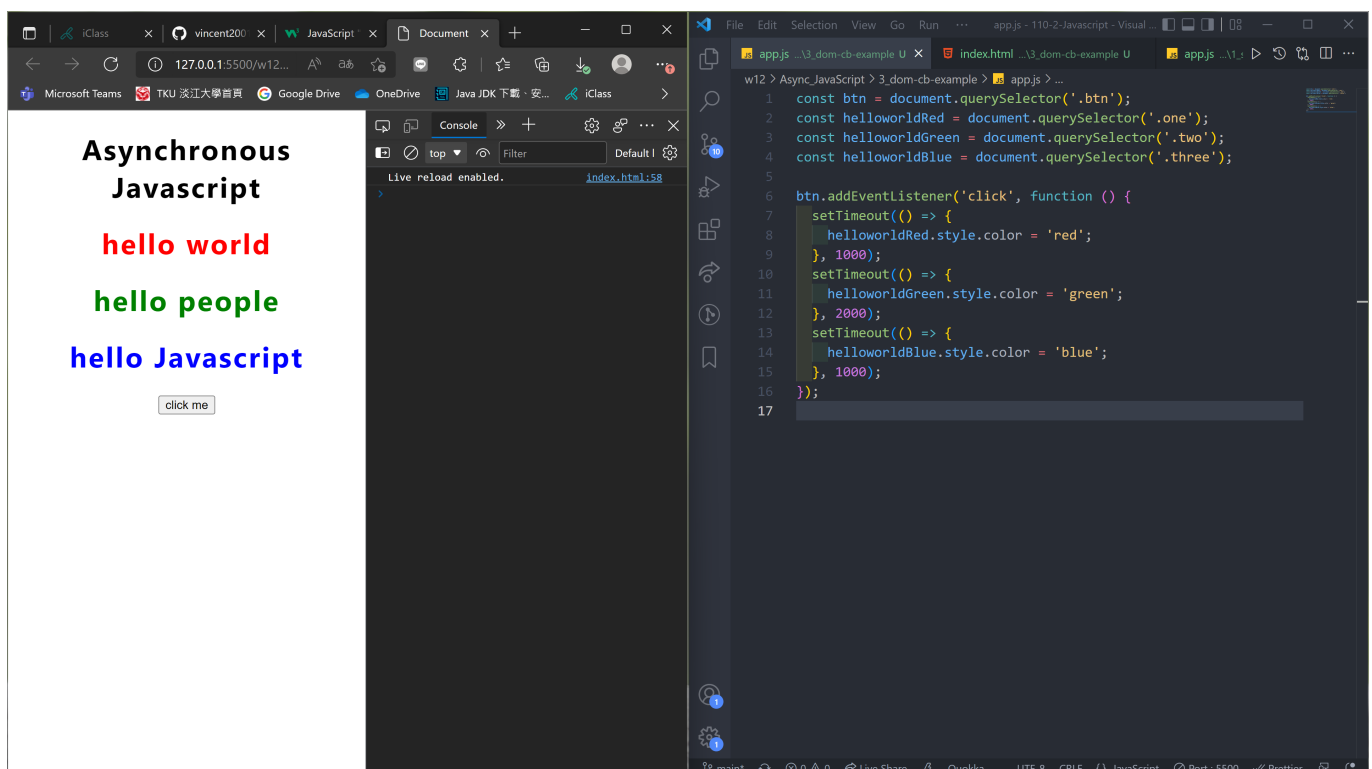 iClass
vincent200
JavaScript
Document
127.0.0.1:5500/w12...
Microsoft Teams
TKU 淡江大學首頁
Google Drive
OneDrive
Java JDK 下載、安...
iClass
Asynchronous
Javascript
hello world
hello people
hello Javascript
click me
Console
top
Filter
Default l
Live reload enabled. index.html:58
File Edit Selection View Go Run ... app.js - 110-2-Javascript - Visual ...
app.js ...\3_dom-cb-example U
index.html ...\3_dom-cb-example U
app.js ...\1_s
w12 > Async_JavaScript > 3_dom-cb-example > app.js > ...
1 const btn = document.querySelector('.btn');
2 const helloworldRed = document.querySelector('.one');
3 const helloworldGreen = document.querySelector('.two');
4 const helloworldBlue = document.querySelector('.three');
5
6 btn.addEventListener('click', function () {
7 setTimeout(() => {
8 helloworldRed.style.color = 'red';
9 }, 1000);
10 setTimeout(() => {
11 helloworldGreen.style.color = 'green';
12 }, 2000);
13 setTimeout(() => {
14 helloworldBlue.style.color = 'blue';
15 }, 1000);
16 });
17
10
1
1
main* 0 0 Live Share Quokka UTF-8 CRLF {} JavaScript Port : 5500 Prettier